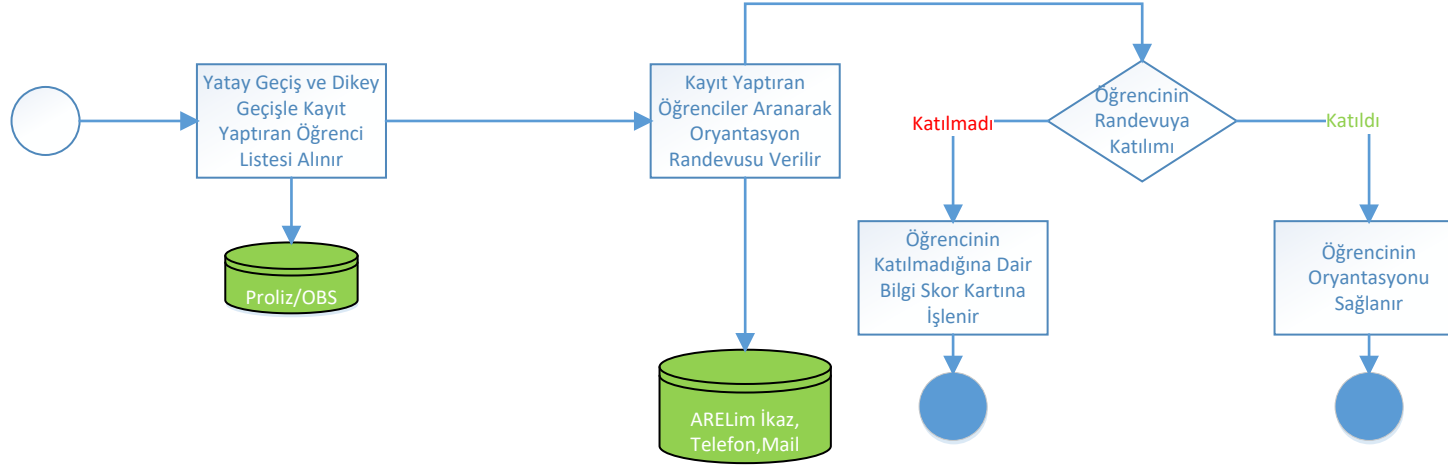 Yatay Geçiş ve Dikey
Geçişle Kayıt
Yaptıran Öğrenci
Listesi Alınır
Proliz/OBS
Kayıt Yaptıran
Öğrenciler Aranarak
Oryantasyon
Randevusu Verilir
ARELim İkaz,
Telefon,Mail
Öğrencinin
Randevuya
Katılımı
Katılmadı
Katıldı
Öğrencinin
Katılmadığına Dair
Bilgi Skor Kartına
İşlenir
Öğrencinin
Oryantasyonu
Sağlanır